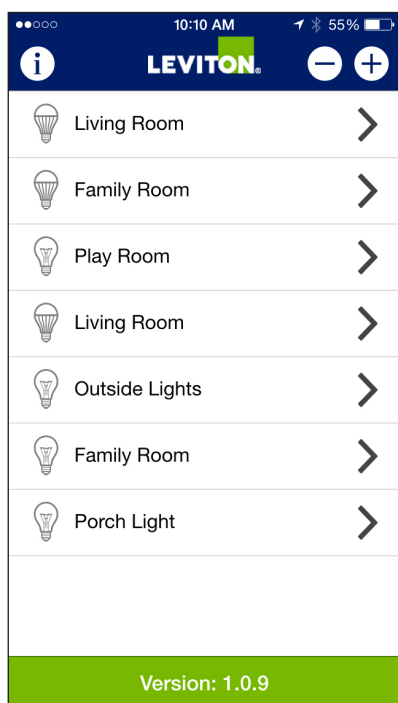 10:10 AM 55%
i LEVITON® − +
Living Room
Family Room
Play Room
Living Room
Outside Lights
Family Room
Porch Light
Version: 1.0.9